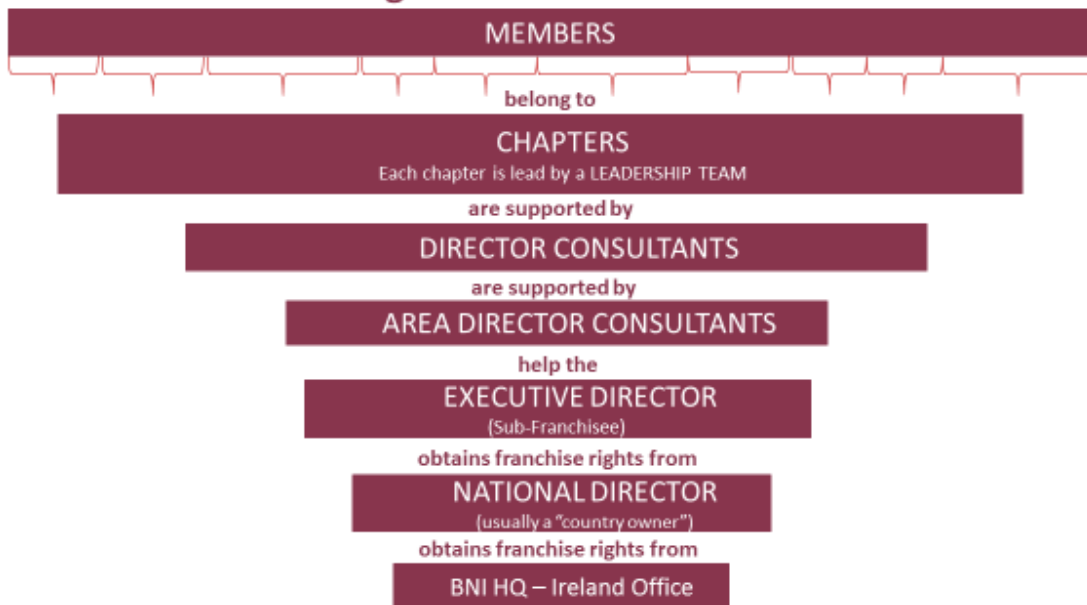 MEMBERS
belong to
CHAPTERS
Each chapter is lead by a LEADERSHIP TEAM
are supported by
DIRECTOR CONSULTANTS
are supported by
AREA DIRECTOR CONSULTANTS
help the
EXECUTIVE DIRECTOR
(Sub-Franchisee)
obtains franchise rights from
NATIONAL DIRECTOR
(usually a “country owner”)
obtains franchise rights from
BNI HQ – Ireland Office